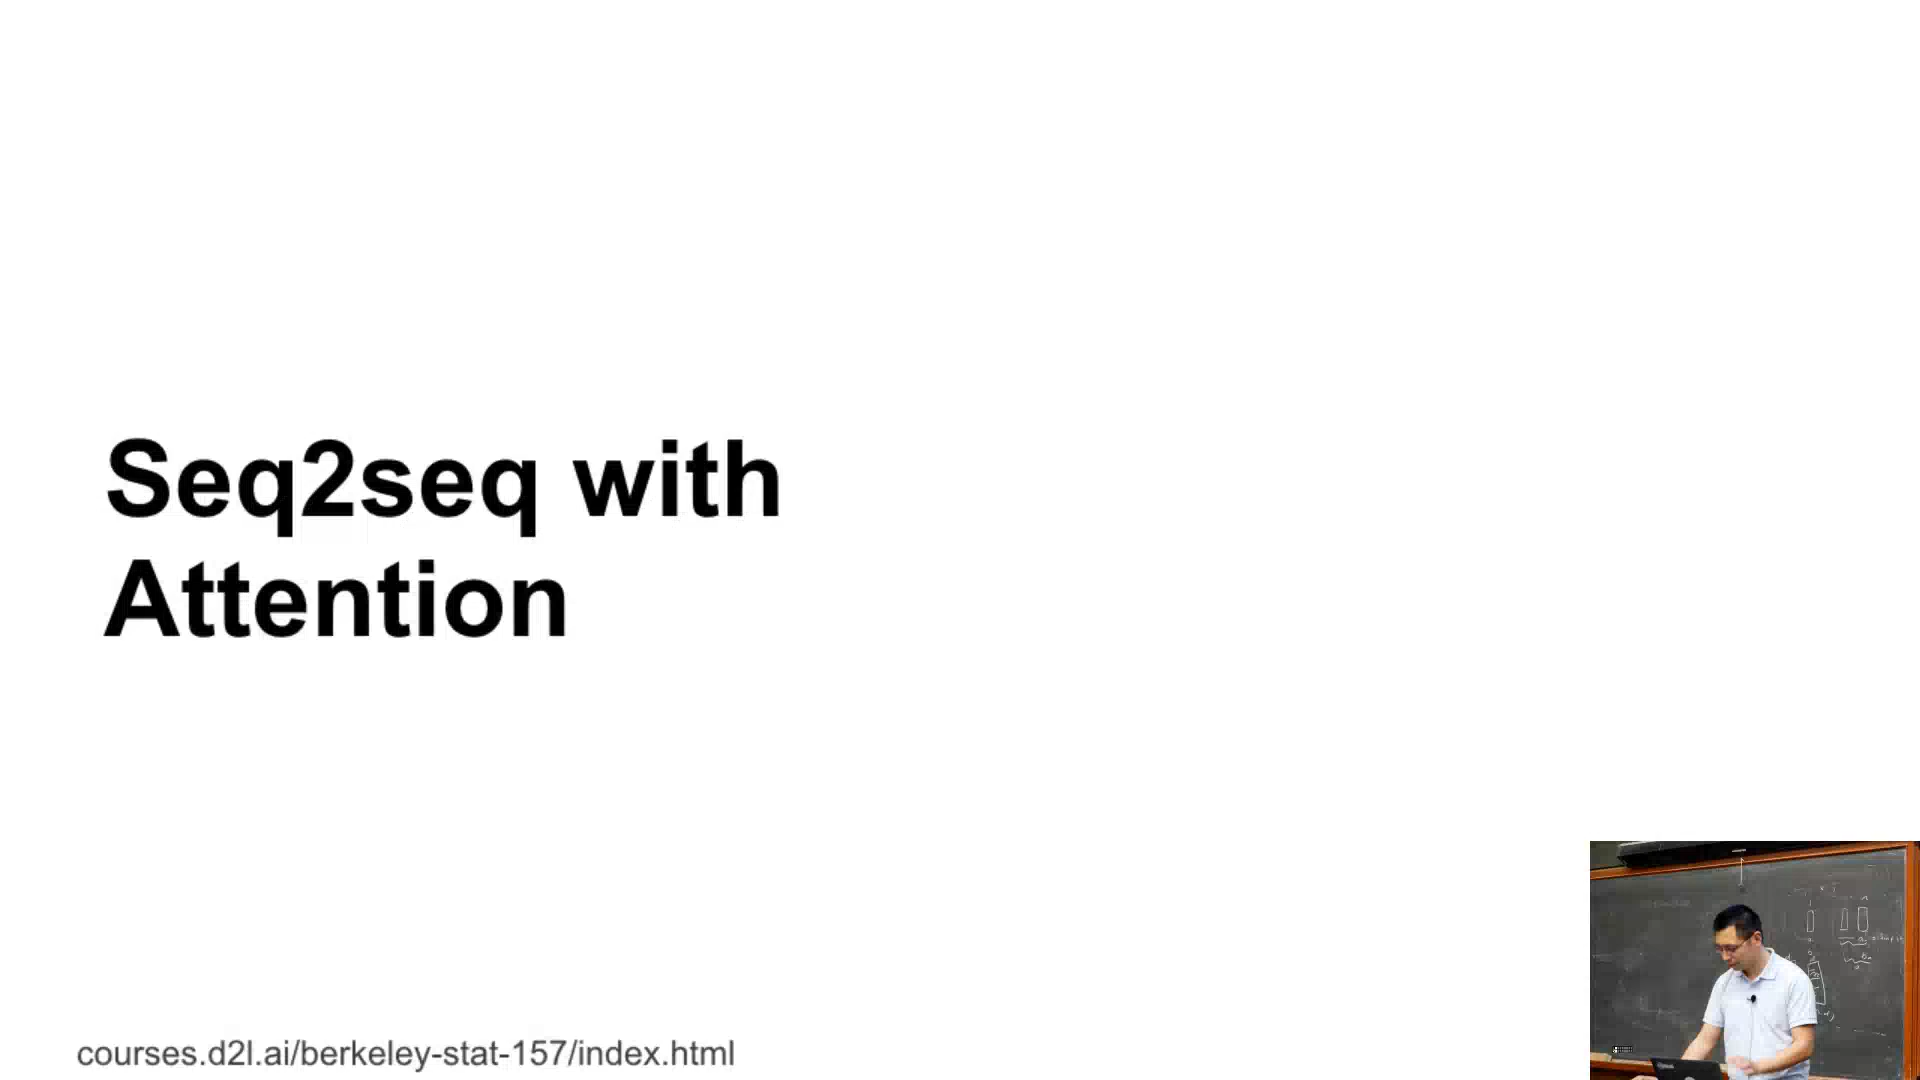 Seq2seq with
Attention
courses.d2l.ai/berkeley-stat-157/index.html